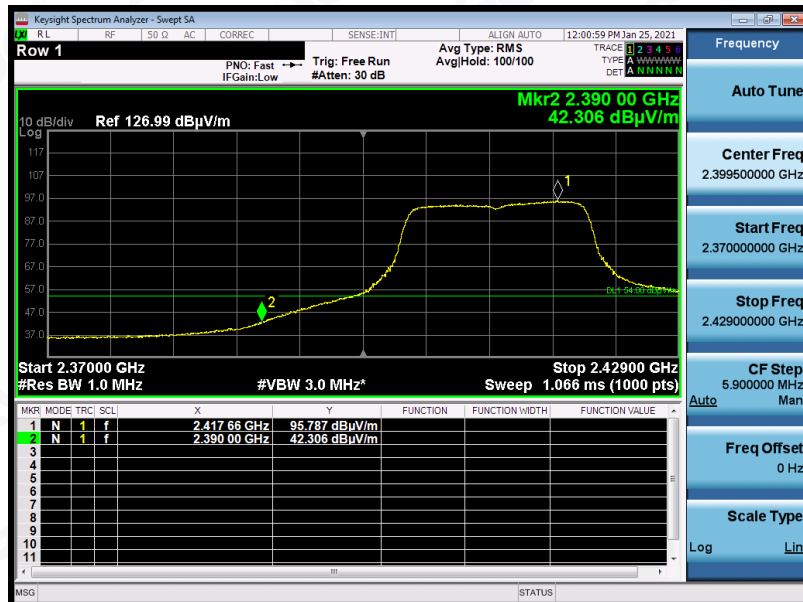 Keysight Spectrum Analyzer - Swept SA
LXI RL RF 50 Ω AC CORREC SENSE:INT ALIGN AUTO 12:00:59 PM Jan 25, 2021
Row 1
PNO: Fast
IFGain:Low
Trig: Free Run
#Atten: 30 dB
Avg Type: RMS
Avg|Hold: 100/100
TRACE 1 2 3 4 5 6
TYPE A WWWWW
DET A N N N N N
Mkr2 2.390 00 GHz
42.306 dBµV/m
10 dB/div Ref 126.99 dBµV/m
Log
117
107
97.0
87.0
77.0
67.0
57.0
47.0
37.0
1
2
Start 2.37000 GHz Stop 2.42900 GHz
#Res BW 1.0 MHz #VBW 3.0 MHz* Sweep 1.066 ms (1000 pts)
MKR MODE TRC SCL X Y FUNCTION FUNCTION WIDTH FUNCTION VALUE
1 N 1 f 2.417 66 GHz 95.787 dBµV/m
2 N 1 f 2.390 00 GHz 42.306 dBµV/m
3
4
5
6
7
8
9
10
11
MSG STATUS
Frequency
Auto Tune
Center Freq
2.399500000 GHz
Start Freq
2.370000000 GHz
Stop Freq
2.429000000 GHz
CF Step
5.900000 MHz
Auto Man
Freq Offset
0 Hz
Scale Type
Log Lin